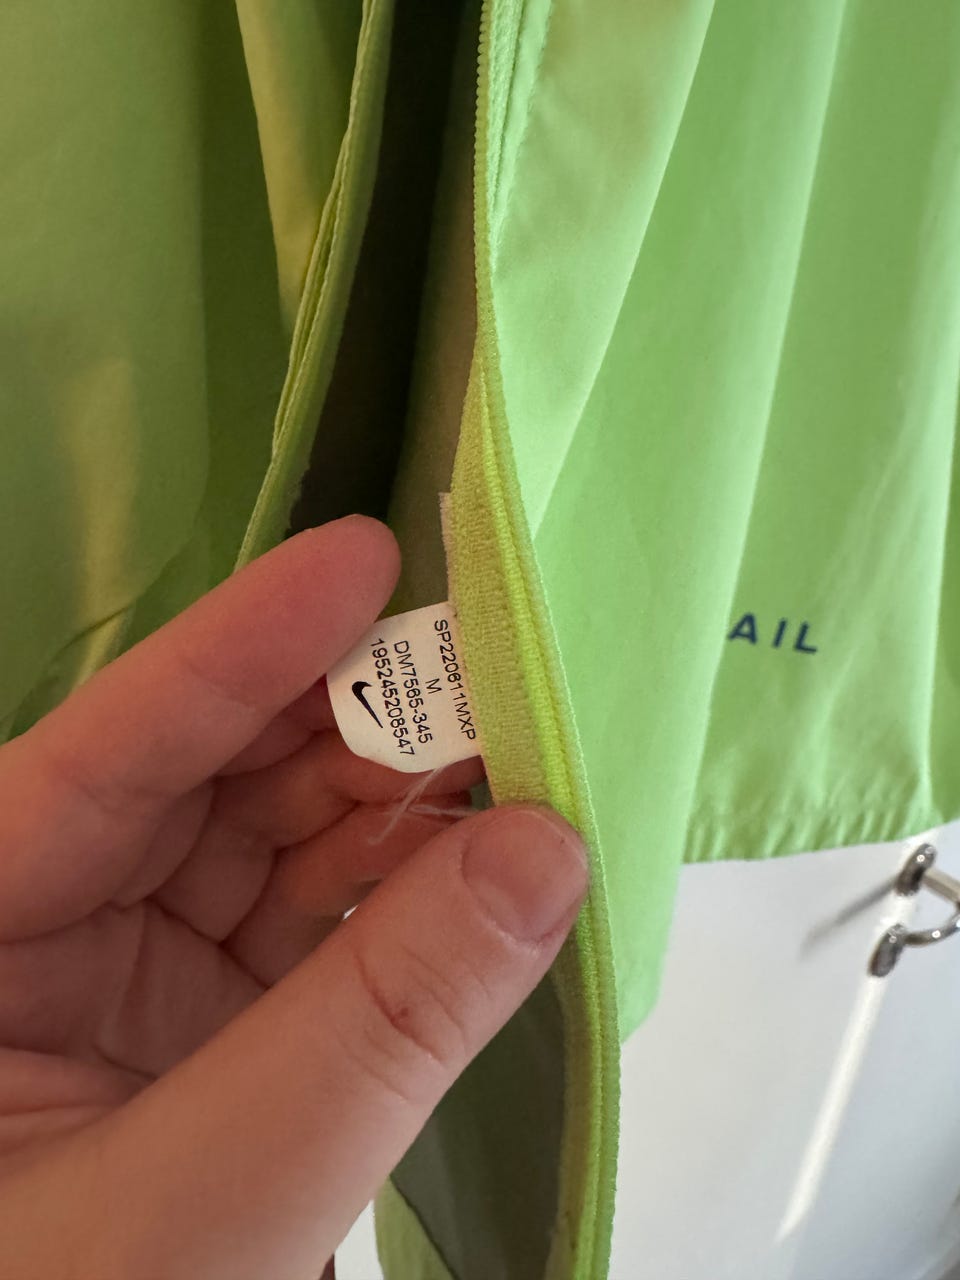 SP220611MXP
M
DM7565-345
195245208547
AIL